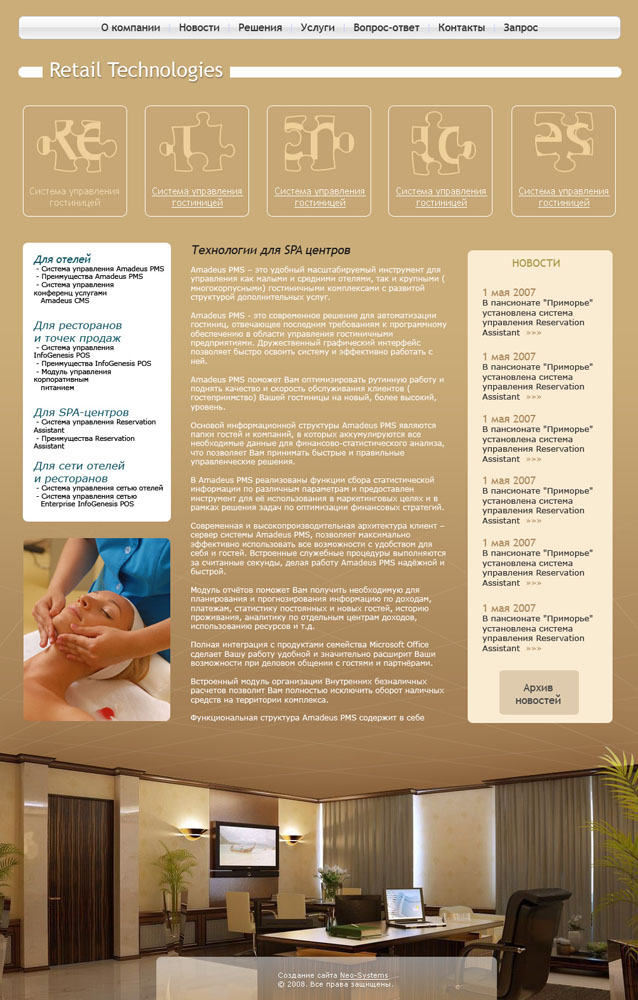 О компании Новости Решения Услуги Вопрос-ответ Контакты Запрос
Retail Technologies
Система управления
гостиницей
Система управления
гостиницей
Система управления
гостиницей
Система управления
гостиницей
Система управления
гостиницей
Для отелей
- Система управления Amadeus PMS
- Преимущества Amadeus PMS
- Система управления
конференц услугами
Amadeus CMS
Для ресторанов
и точек продаж
- Система управления
InfoGenesis POS
- Преимущества InfoGenesis POS
- Модуль управления
корпоративным
питанием
Для SPA-центров
- Система управления Reservation
Assistant
- Преимущества Reservation
Assistant
Для сети отелей
и ресторанов
- Система управления сетью отелей
- Система управления сетью
Enterprise InfoGenesis POS
Технологии для SPA центров
Amadeus PMS – это удобный масштабируемый инструмент для
управления как малыми и средними отелями, так и крупными (
многокорпусными) гостиничными комплексами с развитой
структурой дополнительных услуг.
Amadeus PMS - это современное решение для автоматизации
гостиниц, отвечающее последним требованиям к программному
обеспечению в области управления гостиничными
предприятиями. Дружественный графический интерфейс
позволяет быстро освоить систему и эффективно работать с
ней.
Amadeus PMS поможет Вам оптимизировать рутинную работу и
поднять качество и скорость обслуживания клиентов (
гостеприимство) Вашей гостиницы на новый, более высокий,
уровень.
Основой информационной структуры Amadeus PMS являются
папки гостей и компаний, в которых аккумулируются все
необходимые данные для финансово-статистического анализа,
что позволяет Вам принимать быстрые и правильные
управленческие решения.
В Amadeus PMS реализованы функции сбора статистической
информации по различным параметрам и предоставлен
инструмент для её использования в маркетинговых целях и в
рамках решения задач по оптимизации финансовых стратегий.
Современная и высокопроизводительная архитектура клиент –
сервер системы Amadeus PMS, позволяет максимально
эффективно использовать все возможности с удобством для
себя и гостей. Встроенные служебные процедуры выполняются
за считанные секунды, делая работу Amadeus PMS надёжной и
быстрой.
Модуль отчётов поможет Вам получить необходимую для
планирования и прогнозирования информацию по доходам,
платежам, статистику постоянных и новых гостей, историю
проживания, аналитику по отдельным центрам доходов,
использованию ресурсов и т.д.
Полная интеграция с продуктами семейства Microsoft Office
сделает Вашу работу удобной и значительно расширит Ваши
возможности при деловом общении с гостями и партнёрами.
Встроенный модуль организации Внутренних безналичных
расчетов позволит Вам полностью исключить оборот наличных
средств на территории комплекса.
Функциональная структура Amadeus PMS содержит в себе
НОВОСТИ
1 мая 2007
В пансионате "Приморье"
установлена система
управления Reservation
Assistant »»»
1 мая 2007
В пансионате "Приморье"
установлена система
управления Reservation
Assistant »»»
1 мая 2007
В пансионате "Приморье"
установлена система
управления Reservation
Assistant »»»
1 мая 2007
В пансионате "Приморье"
установлена система
управления Reservation
Assistant »»»
1 мая 2007
В пансионате "Приморье"
установлена система
управления Reservation
Assistant »»»
1 мая 2007
В пансионате "Приморье"
установлена система
управления Reservation
Assistant »»»
Архив
новостей
Создание сайта Neo-Systems
© 2008. Все права защищены.